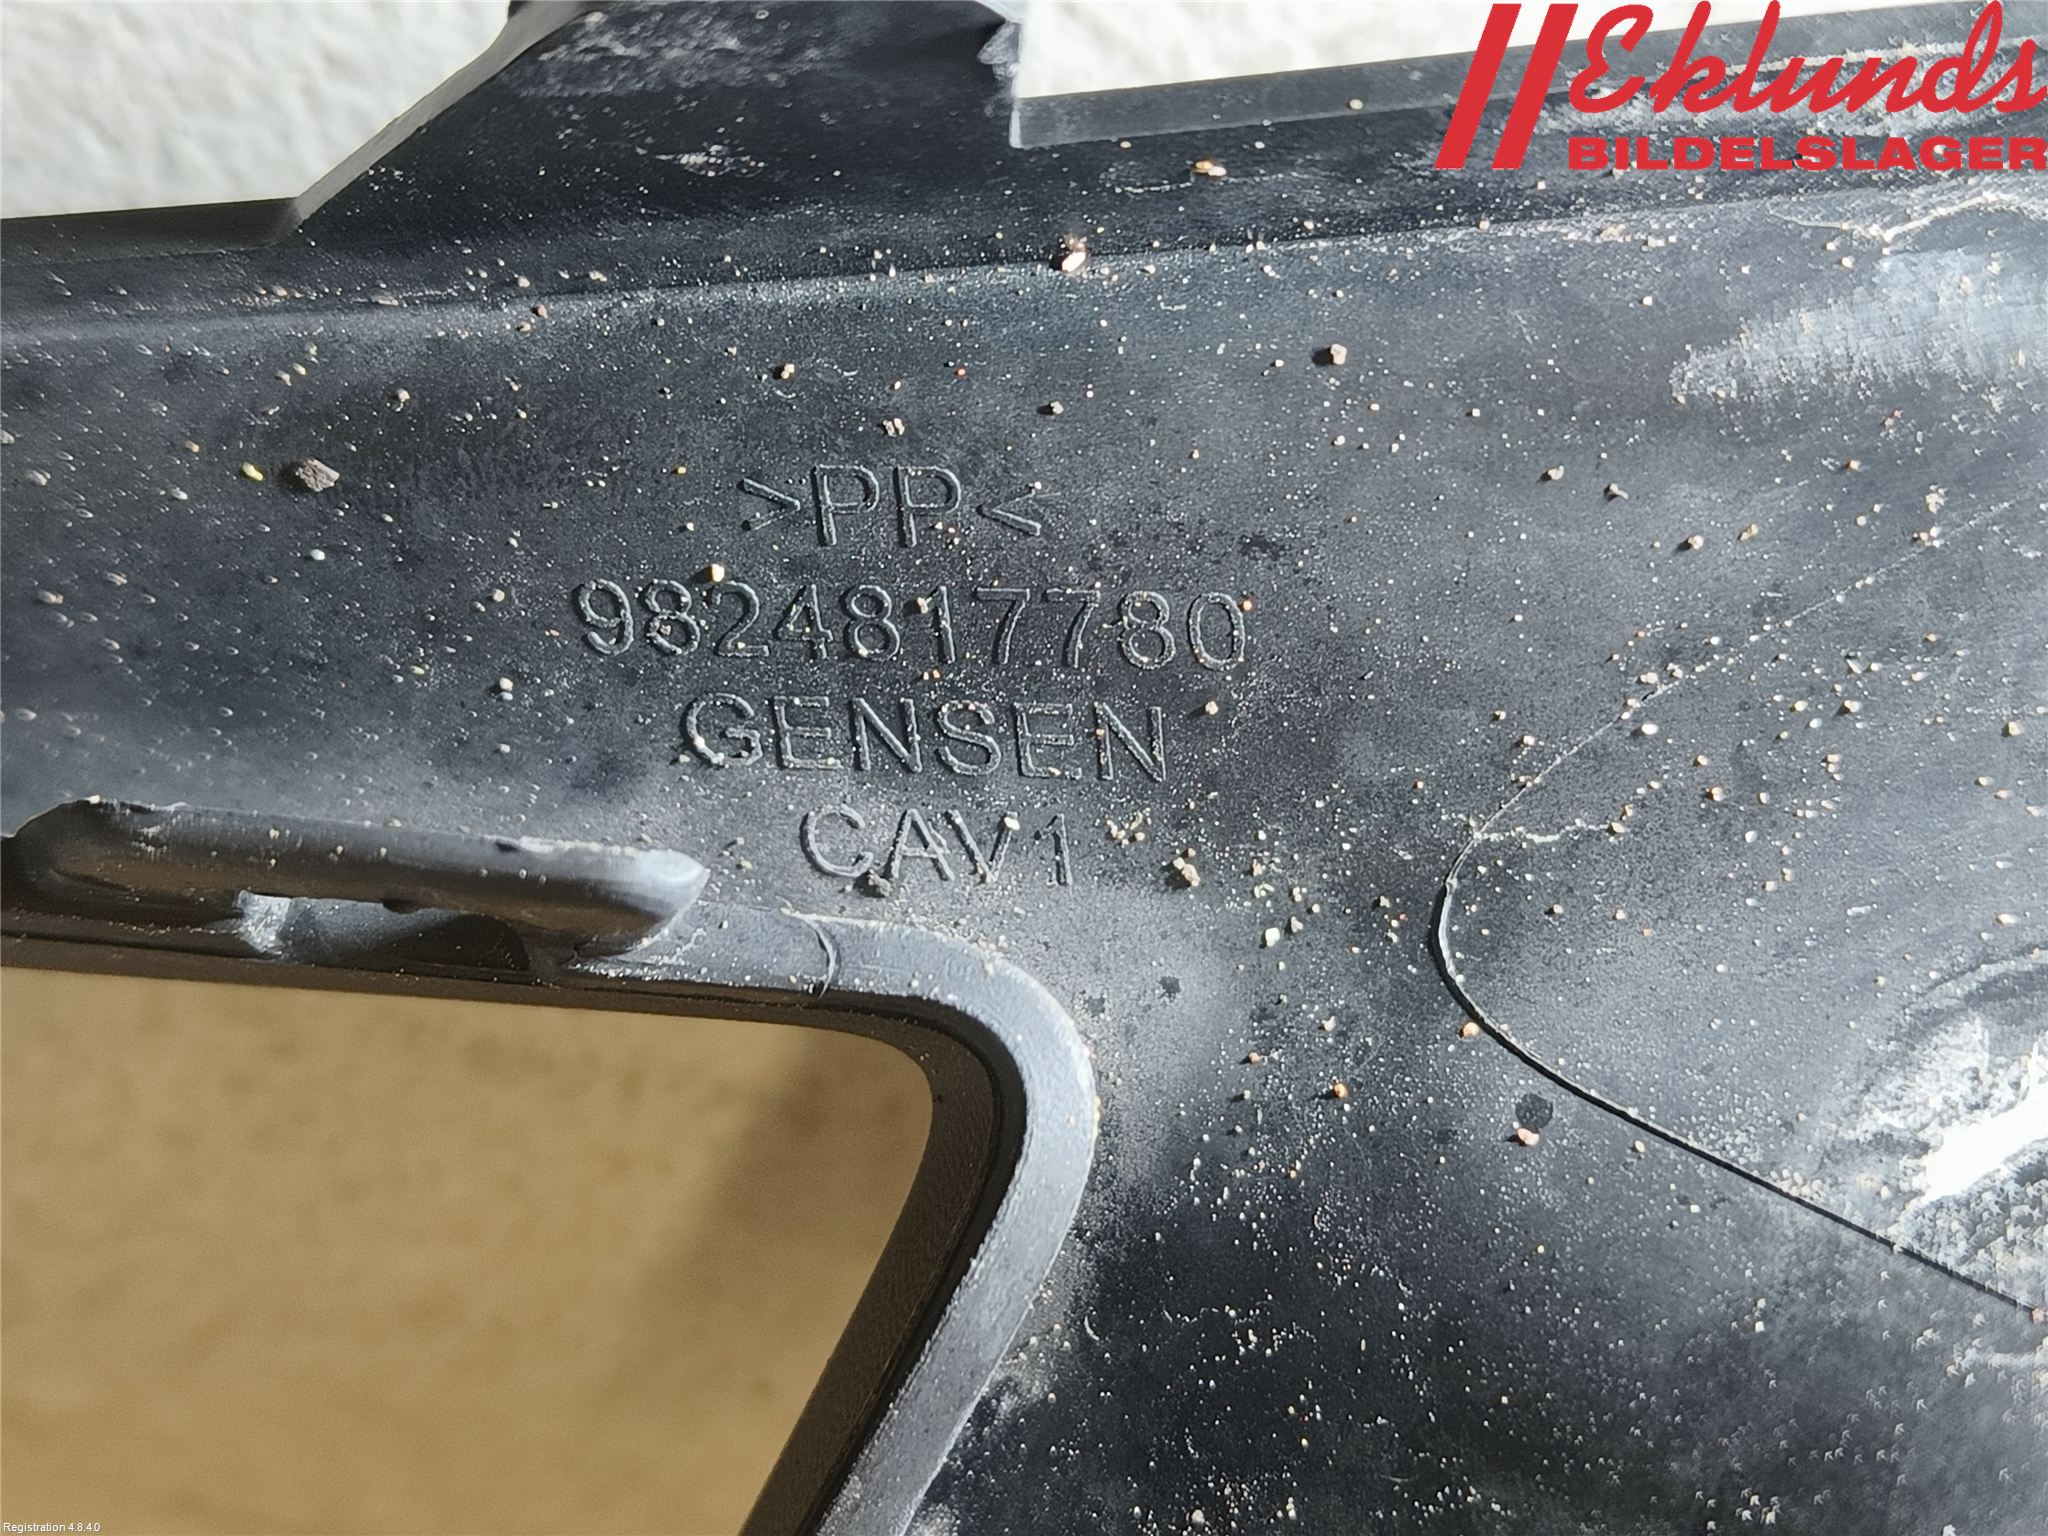 Eklunds
BILDELSLAGER
>PP<
9824817780
GENSEN
CAV1
Registration 4.8.4.0